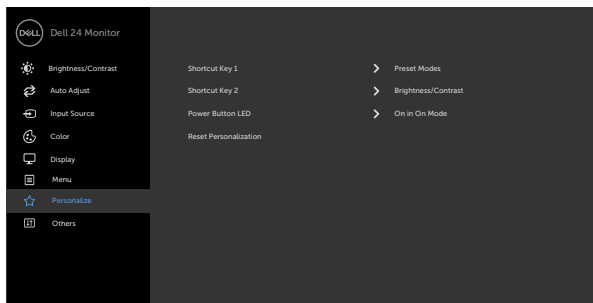 DELL Dell 24 Monitor
Brightness/Contrast
Auto Adjust
Input Source
Color
Display
Menu
Personalize
Others
Shortcut Key 1 Preset Modes
Shortcut Key 2 Brightness/Contrast
Power Button LED On in On Mode
Reset Personalization